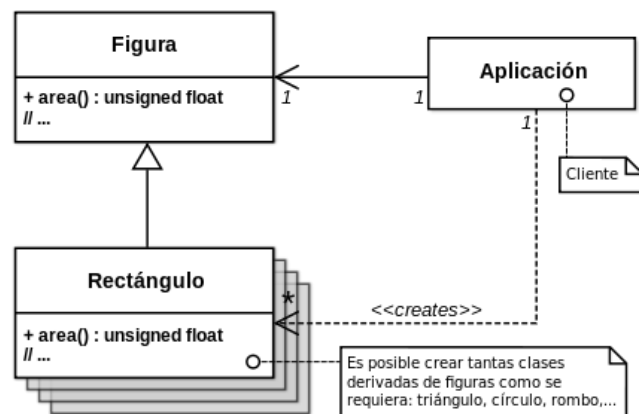 Figura
+ area() : unsigned float
// ...
Aplicación
1
1
1
Cliente
Rectángulo
+ area() : unsigned float
// ...
*
<<creates>>
Es posible crear tantas clases
derivadas de figuras como se
requiera: triángulo, círculo, rombo,...